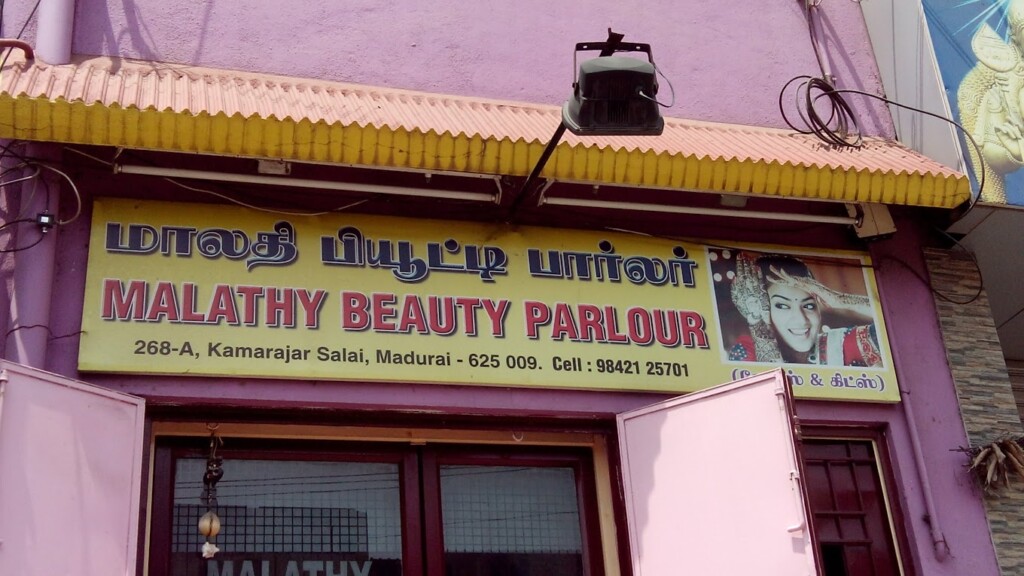 மாலதி பியூட்டி பார்லர்
MALATHY BEAUTY PARLOUR
268-A, Kamarajar Salai, Madurai - 625 009. Cell : 98421 25701
& கிட்ஸ்)
MALATHY